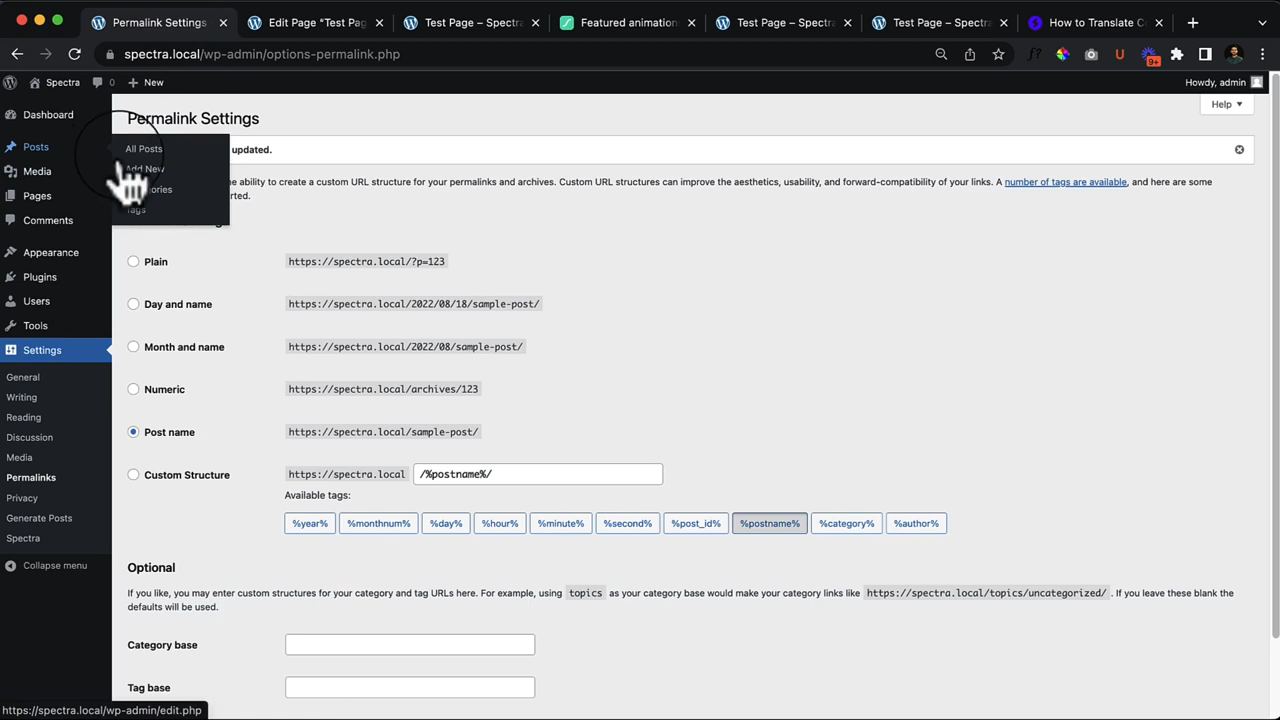 Permalink Settings
Edit Page "Test Pag
Test Page – Spectra
Featured animation
Test Page – Spectra
Test Page – Spectra
How to Translate C
spectra.local/wp-admin/options-permalink.php
9+
Spectra
0
New
Howdy, admin
Dashboard
Posts
Media
Pages
Comments
Appearance
Plugins
Users
Tools
Settings
General
Writing
Reading
Discussion
Media
Permalinks
Privacy
Generate Posts
Spectra
Collapse menu
All Posts
Add New
ories
Tags
Permalink Settings
Help
updated.
he ability to create a custom URL structure for your permalinks and archives. Custom URL structures can improve the aesthetics, usability, and forward-compatibility of your links. A number of tags are available, and here are some
rted.
Plain https://spectra.local/?p=123
Day and name https://spectra.local/2022/08/18/sample-post/
Month and name https://spectra.local/2022/08/sample-post/
Numeric https://spectra.local/archives/123
Post name https://spectra.local/sample-post/
Custom Structure https://spectra.local /%postname%/
Available tags:
%year% %monthnum% %day% %hour% %minute% %second% %post_id% %postname% %category% %author%
Optional
If you like, you may enter custom structures for your category and tag URLs here. For example, using topics as your category base would make your category links like https://spectra.local/topics/uncategorized/ . If you leave these blank the
defaults will be used.
Category base
Tag base
https://spectra.local/wp-admin/edit.php